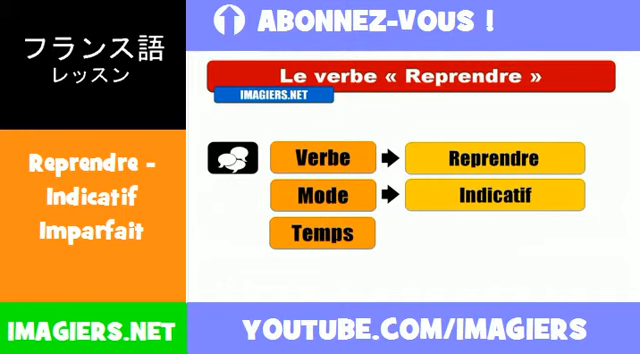 フランス語
レッスン
Reprendre -
Indicatif
Imparfait
IMAGIERS.NET
ABONNEZ-VOUS !
Le verbe « Reprendre »
IMAGIERS.NET
Verbe Reprendre
Mode Indicatif
Temps
YOUTUBE.COM/IMAGIERS